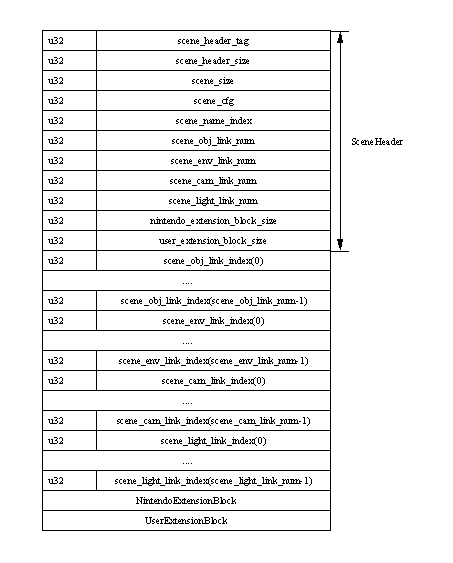 u32 scene_header_tag
u32 scene_header_size
u32 scene_size
u32 scene_cfg
u32 scene_name_index
u32 scene_obj_link_num
SceneHeader
u32 scene_env_link_num
u32 scene_cam_link_num
u32 scene_light_link_num
u32 nintendo_extension_block_size
u32 user_extension_block_size
u32 scene_obj_link_index(0)
....
u32 scene_obj_link_index(scene_obj_link_num-1)
u32 scene_env_link_index(0)
....
u32 scene_env_link_index(scene_env_link_num-1)
u32 scene_cam_link_index(0)
....
u32 scene_cam_link_index(scene_cam_link_num-1)
u32 scene_light_link_index(0)
....
u32 scene_light_link_index(scene_light_link_num-1)
NintendoExtensionBlock
UserExtensionBlock